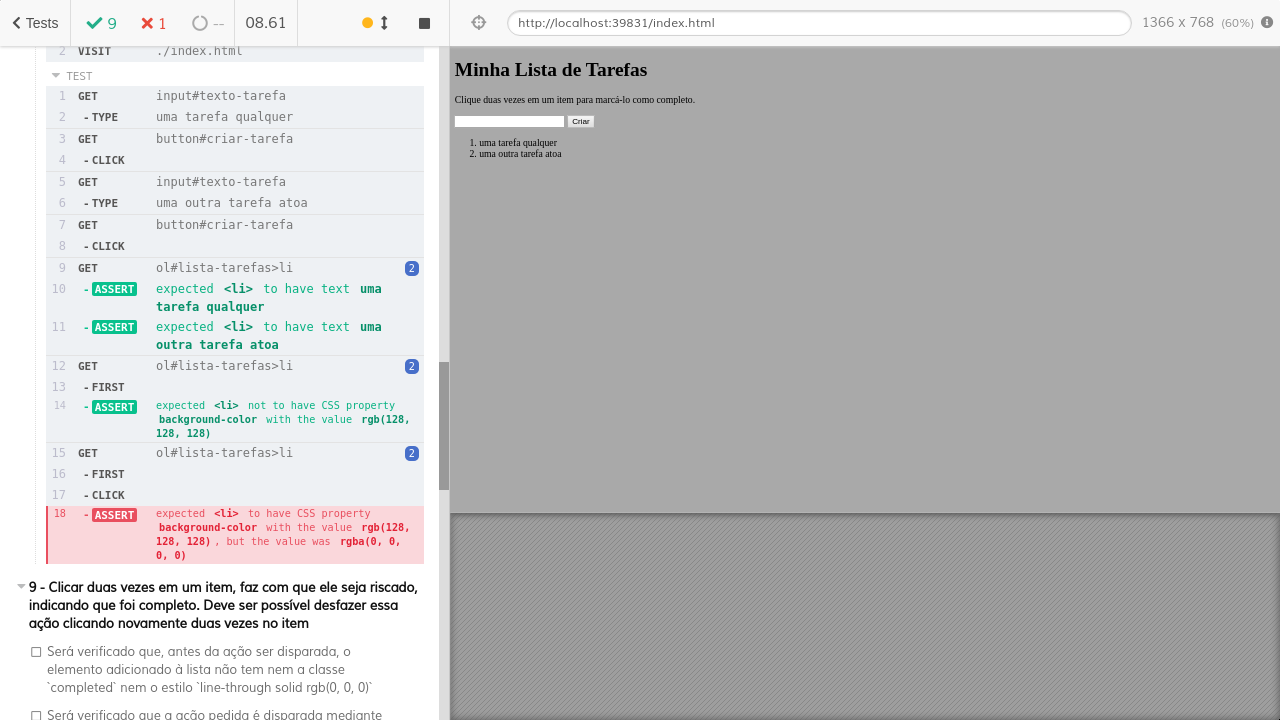 Tests
9
1
--
08.61
http://localhost:39831/index.html
1366 x 768 (60%)
2 VISIT ./index.html
TEST
1 GET input#texto-tarefa
2 - TYPE uma tarefa qualquer
3 GET button#criar-tarefa
4 - CLICK
5 GET input#texto-tarefa
6 - TYPE uma outra tarefa atoa
7 GET button#criar-tarefa
8 - CLICK
9 GET ol#lista-tarefas>li 2
10 - ASSERT expected <li> to have text uma
tarefa qualquer
11 - ASSERT expected <li> to have text uma
outra tarefa atoa
12 GET ol#lista-tarefas>li 2
13 - FIRST
14 - ASSERT expected <li> not to have CSS property
background-color with the value rgb(128,
128, 128)
15 GET ol#lista-tarefas>li 2
16 - FIRST
17 - CLICK
18 - ASSERT expected <li> to have CSS property
background-color with the value rgb(128,
128, 128) , but the value was rgba(0, 0,
0, 0)
9 - Clicar duas vezes em um item, faz com que ele seja riscado,
indicando que foi completo. Deve ser possível desfazer essa
ação clicando novamente duas vezes no item
Será verificado que, antes da ação ser disparada, o
elemento adicionado à lista não tem nem a classe
`completed` nem o estilo `line-through solid rgb(0, 0, 0)`
Será verificado que a ação pedida é disparada mediante
Minha Lista de Tarefas
Clique duas vezes em um item para marcá-lo como completo.
Criar
1. uma tarefa qualquer
2. uma outra tarefa atoa